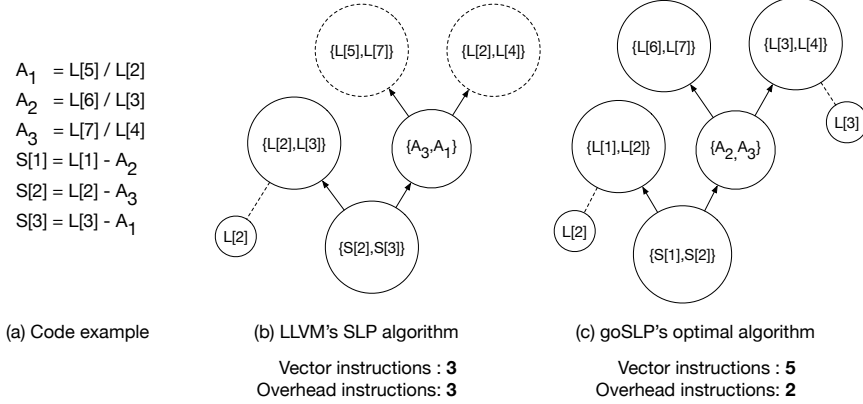 A1 = L[5] / L[2]
A2 = L[6] / L[3]
A3 = L[7] / L[4]
S[1] = L[1] - A2
S[2] = L[2] - A3
S[3] = L[3] - A1
(a) Code example
{L[5],L[7]}
{L[2],L[4]}
{L[2],L[3]}
{A3,A1}
L[2]
{S[2],S[3]}
(b) LLVM's SLP algorithm
Vector instructions : 3
Overhead instructions: 3
{L[6],L[7]}
{L[3],L[4]}
L[3]
{L[1],L[2]}
{A2,A3}
L[2]
{S[1],S[2]}
(c) goSLP's optimal algorithm
Vector instructions : 5
Overhead instructions: 2